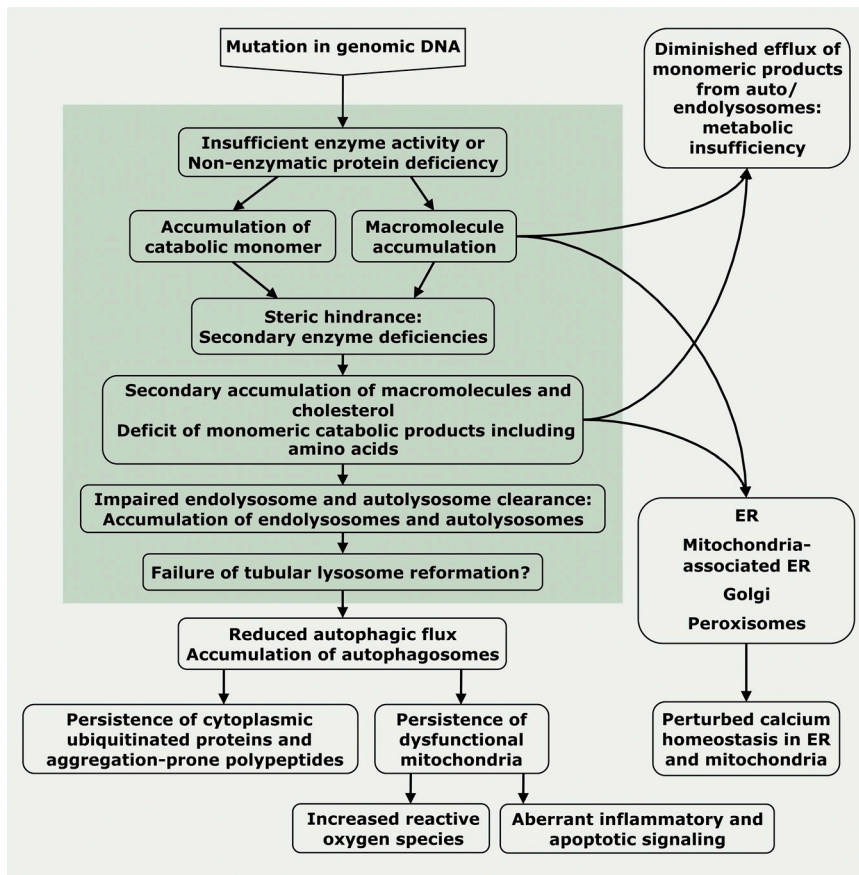 Mutation in genomic DNA
Diminished efflux of
monomeric products
from auto/
endolysosomes:
metabolic
insufficiency
Insufficient enzyme activity or
Non-enzymatic protein deficiency
Accumulation of
catabolic monomer
Macromolecule
accumulation
Steric hindrance:
Secondary enzyme deficiencies
Secondary accumulation of macromolecules and
cholesterol
Deficit of monomeric catabolic products including
amino acids
Impaired endolysosome and autolysosome clearance:
Accumulation of endolysosomes and autolysosomes
Failure of tubular lysosome reformation?
ER
Mitochondria-
associated ER
Golgi
Peroxisomes
Reduced autophagic flux
Accumulation of autophagosomes
Persistence of cytoplasmic
ubiquitinated proteins and
aggregation-prone polypeptides
Persistence of
dysfunctional
mitochondria
Perturbed calcium
homeostasis in ER
and mitochondria
Increased reactive
oxygen species
Aberrant inflammatory and
apoptotic signaling